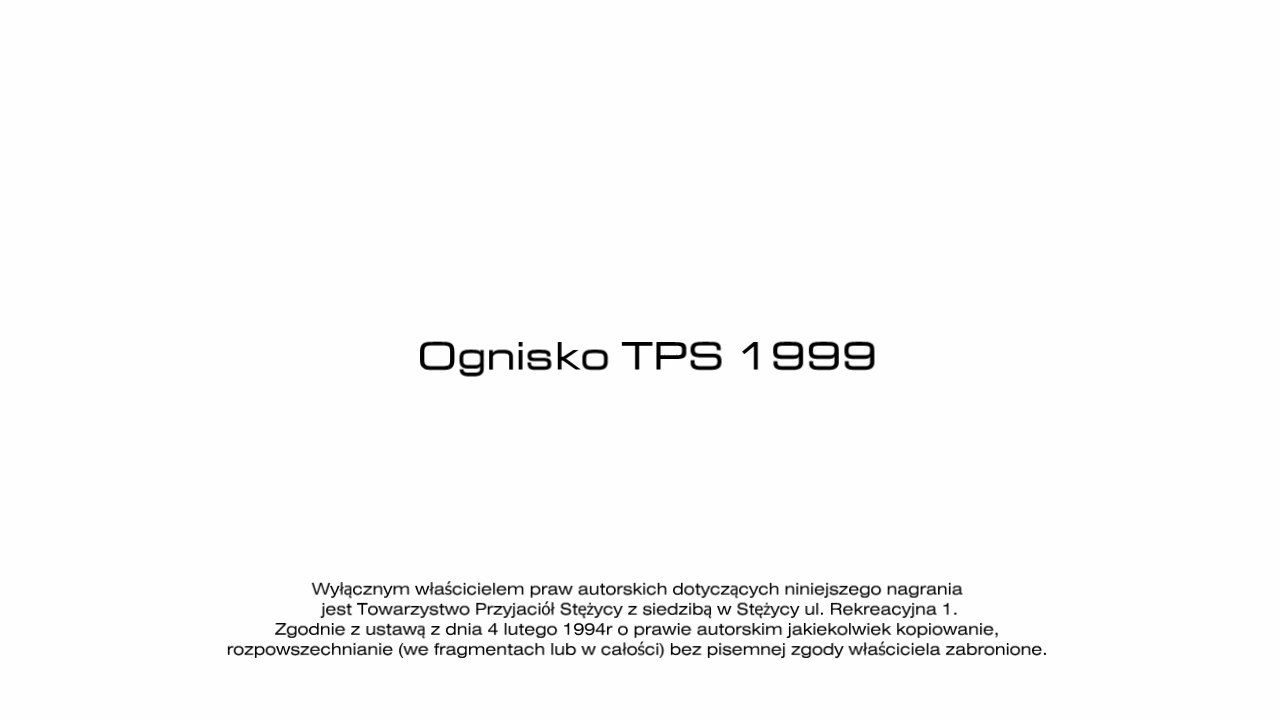 Ognisko TPS 1999
Wyłącznym właścicielem praw autorskich dotyczących niniejszego nagrania
jest Towarzystwo Przyjaciół Stężycy z siedzibą w Stężycy ul. Rekreacyjna 1.
Zgodnie z ustawą z dnia 4 lutego 1994r o prawie autorskim jakiekolwiek kopiowanie,
rozpowszechnianie (we fragmentach lub w całości) bez pisemnej zgody właściciela zabronione.